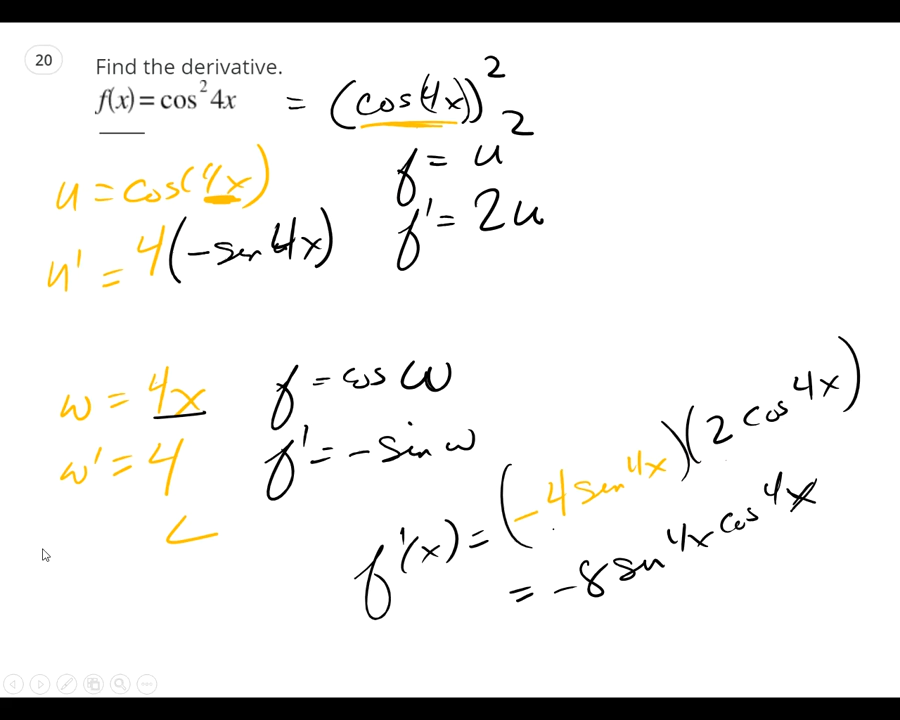 20
Find the derivative.
f(x) = cos² 4x = (cos(4x))²
u = cos(4x)
u' = 4(-sin 4x)
f = u²
f' = 2u
w = 4x
w' = 4
f = cos w
f' = -sin w
f'(x) = (-4 sin 4x)(2 cos 4x)
= -8 sin 4x cos 4x